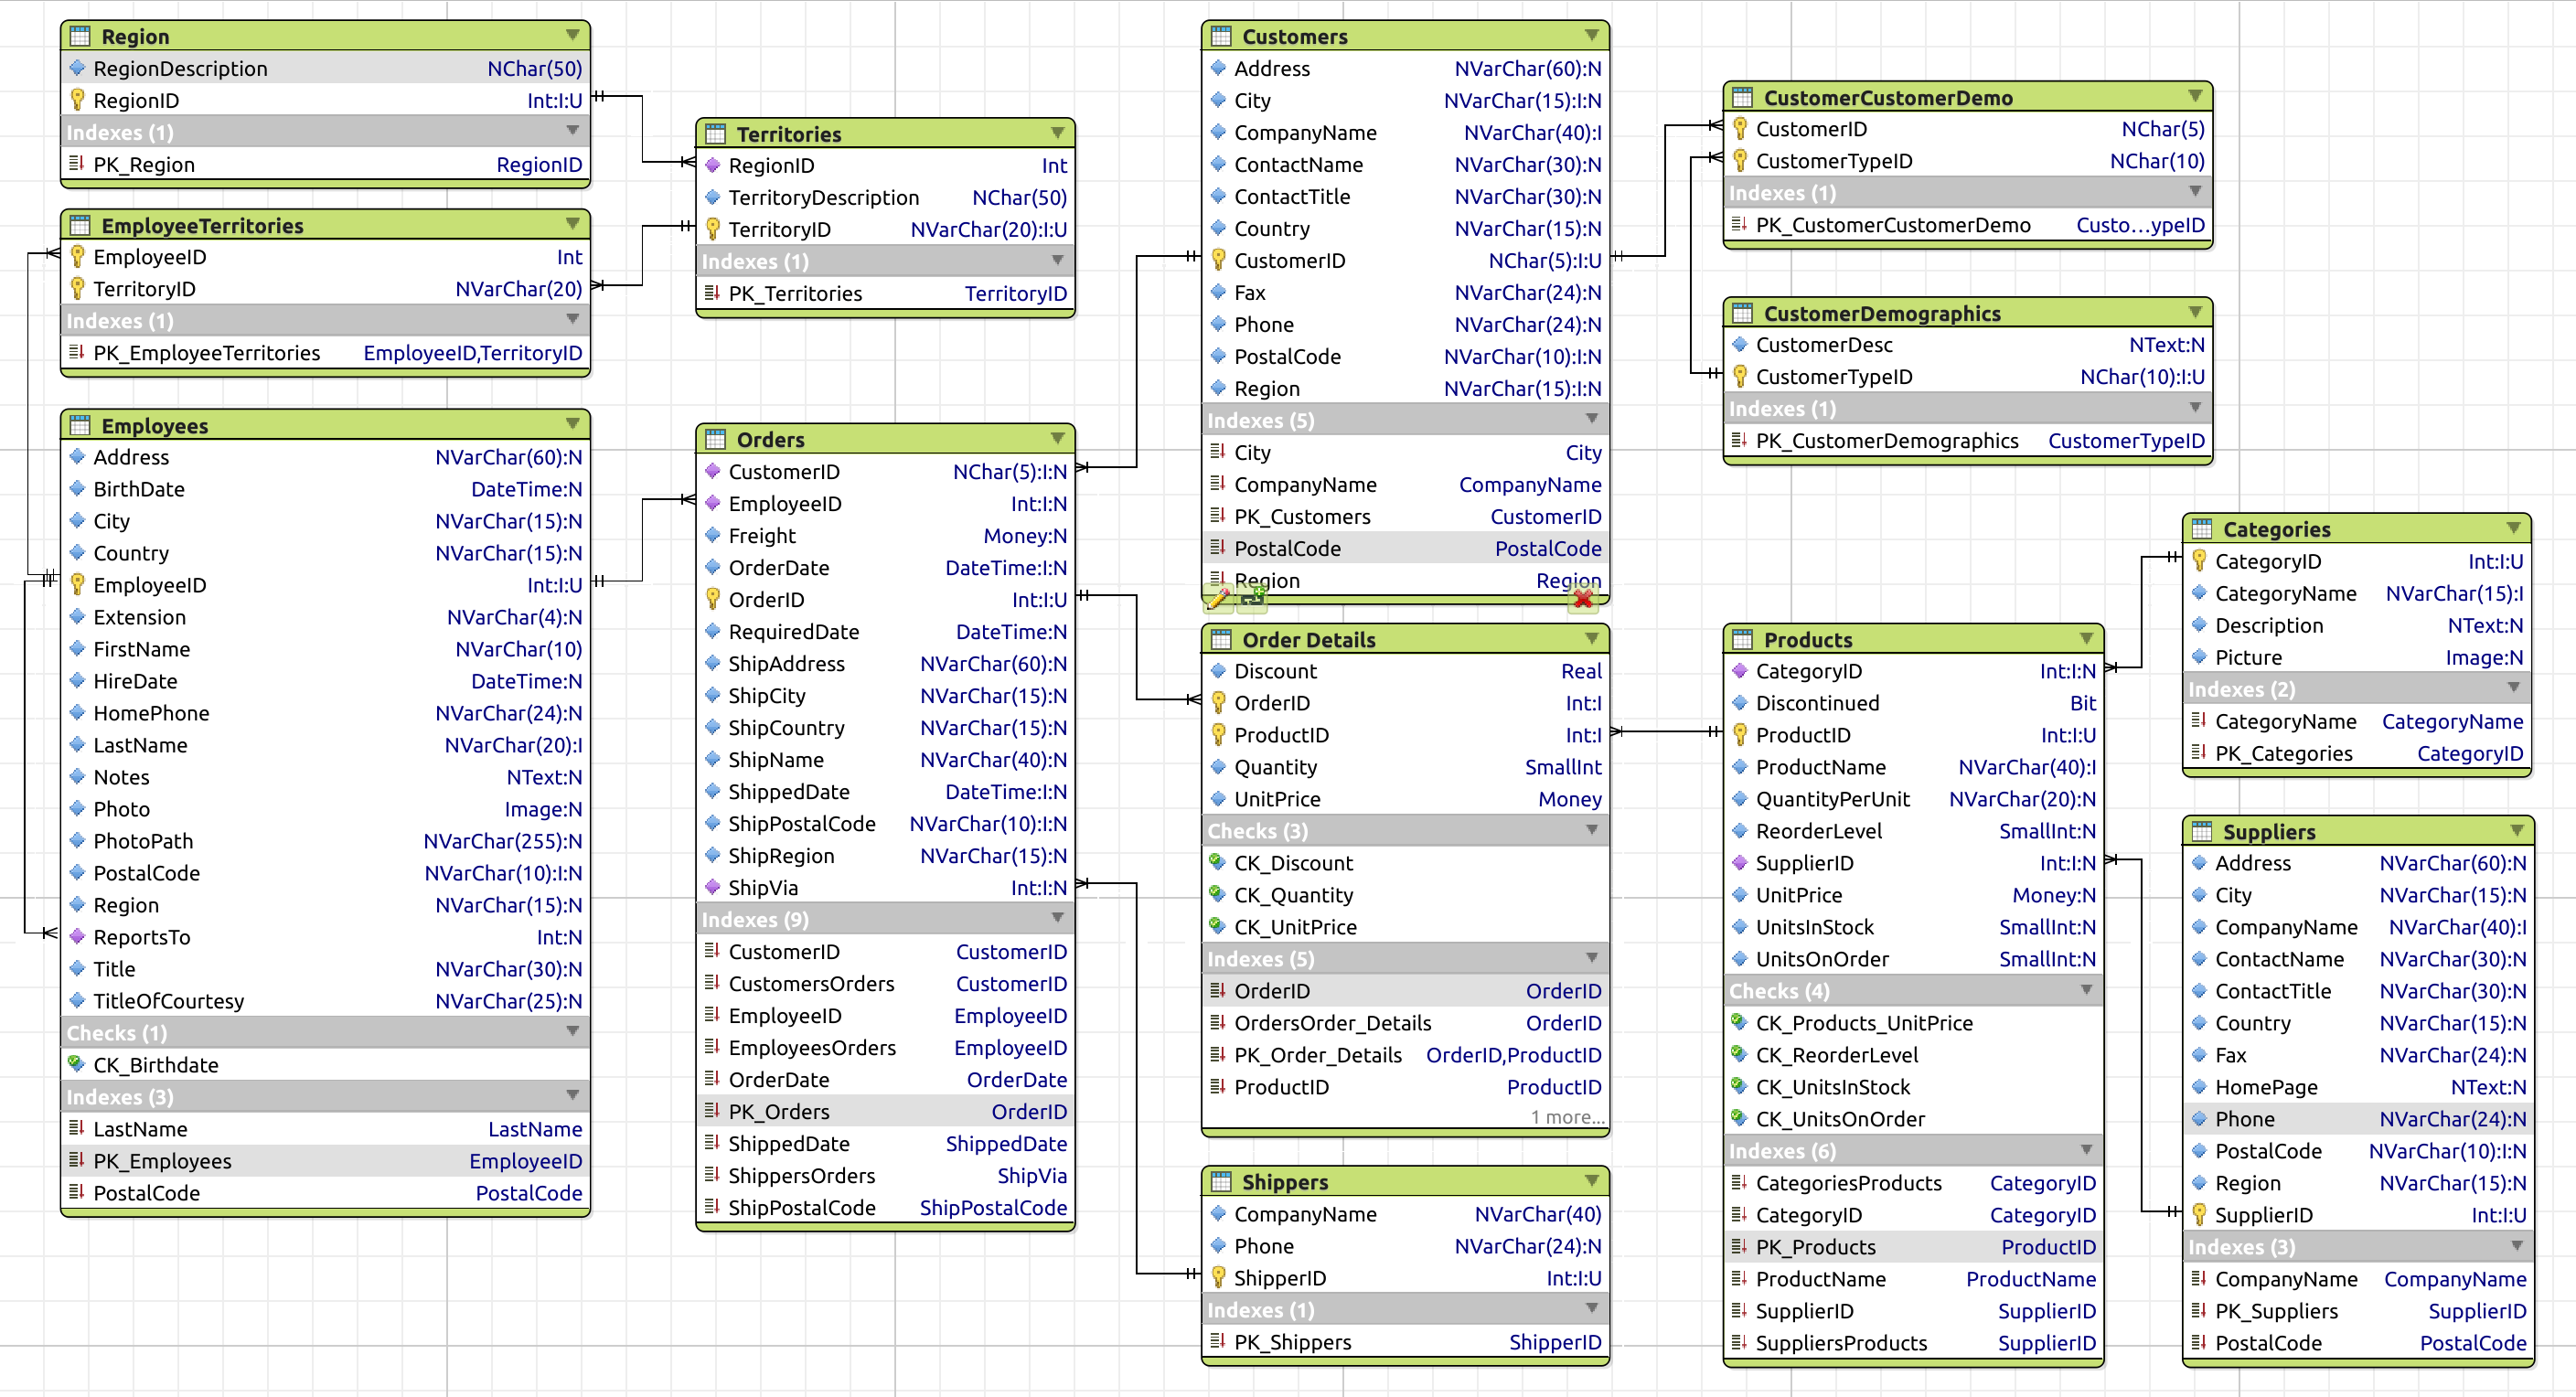 Region
RegionDescription NChar(50)
RegionID Int:I:U
Indexes (1)
PK_Region RegionID
EmployeeTerritories
EmployeeID Int
TerritoryID NVarChar(20)
Indexes (1)
PK_EmployeeTerritories EmployeeID,TerritoryID
Employees
Address NVarChar(60):N
BirthDate DateTime:N
City NVarChar(15):N
Country NVarChar(15):N
EmployeeID Int:I:U
Extension NVarChar(4):N
FirstName NVarChar(10)
HireDate DateTime:N
HomePhone NVarChar(24):N
LastName NVarChar(20):I
Notes NText:N
Photo Image:N
PhotoPath NVarChar(255):N
PostalCode NVarChar(10):I:N
Region NVarChar(15):N
ReportsTo Int:N
Title NVarChar(30):N
TitleOfCourtesy NVarChar(25):N
Checks (1)
CK_Birthdate
Indexes (3)
LastName LastName
PK_Employees EmployeeID
PostalCode PostalCode
Territories
RegionID Int
TerritoryDescription NChar(50)
TerritoryID NVarChar(20):I:U
Indexes (1)
PK_Territories TerritoryID
Orders
CustomerID NChar(5):I:N
EmployeeID Int:I:N
Freight Money:N
OrderDate DateTime:I:N
OrderID Int:I:U
RequiredDate DateTime:N
ShipAddress NVarChar(60):N
ShipCity NVarChar(15):N
ShipCountry NVarChar(15):N
ShipName NVarChar(40):N
ShippedDate DateTime:I:N
ShipPostalCode NVarChar(10):I:N
ShipRegion NVarChar(15):N
ShipVia Int:I:N
Indexes (9)
CustomerID CustomerID
CustomersOrders CustomerID
EmployeeID EmployeeID
EmployeesOrders EmployeeID
OrderDate OrderDate
PK_Orders OrderID
ShippedDate ShippedDate
ShippersOrders ShipVia
ShipPostalCode ShipPostalCode
Customers
Address NVarChar(60):N
City NVarChar(15):I:N
CompanyName NVarChar(40):I
ContactName NVarChar(30):N
ContactTitle NVarChar(30):N
Country NVarChar(15):N
CustomerID NChar(5):I:U
Fax NVarChar(24):N
Phone NVarChar(24):N
PostalCode NVarChar(10):I:N
Region NVarChar(15):I:N
Indexes (5)
City City
CompanyName CompanyName
PK_Customers CustomerID
PostalCode PostalCode
Region Region
Order Details
Discount Real
OrderID Int:I
ProductID Int:I
Quantity SmallInt
UnitPrice Money
Checks (3)
CK_Discount
CK_Quantity
CK_UnitPrice
Indexes (5)
OrderID OrderID
OrdersOrder_Details OrderID
PK_Order_Details OrderID,ProductID
ProductID ProductID
1 more...
Shippers
CompanyName NVarChar(40)
Phone NVarChar(24):N
ShipperID Int:I:U
Indexes (1)
PK_Shippers ShipperID
CustomerCustomerDemo
CustomerID NChar(5)
CustomerTypeID NChar(10)
Indexes (1)
PK_CustomerCustomerDemo Custo...ypeID
CustomerDemographics
CustomerDesc NText:N
CustomerTypeID NChar(10):I:U
Indexes (1)
PK_CustomerDemographics CustomerTypeID
Products
CategoryID Int:I:N
Discontinued Bit
ProductID Int:I:U
ProductName NVarChar(40):I
QuantityPerUnit NVarChar(20):N
ReorderLevel SmallInt:N
SupplierID Int:I:N
UnitPrice Money:N
UnitsInStock SmallInt:N
UnitsOnOrder SmallInt:N
Checks (4)
CK_Products_UnitPrice
CK_ReorderLevel
CK_UnitsInStock
CK_UnitsOnOrder
Indexes (6)
CategoriesProducts CategoryID
CategoryID CategoryID
PK_Products ProductID
ProductName ProductName
SupplierID SupplierID
SuppliersProducts SupplierID
Categories
CategoryID Int:I:U
CategoryName NVarChar(15):I
Description NText:N
Picture Image:N
Indexes (2)
CategoryName CategoryName
PK_Categories CategoryID
Suppliers
Address NVarChar(60):N
City NVarChar(15):N
CompanyName NVarChar(40):I
ContactName NVarChar(30):N
ContactTitle NVarChar(30):N
Country NVarChar(15):N
Fax NVarChar(24):N
HomePage NText:N
Phone NVarChar(24):N
PostalCode NVarChar(10):I:N
Region NVarChar(15):N
SupplierID Int:I:U
Indexes (3)
CompanyName CompanyName
PK_Suppliers SupplierID
PostalCode PostalCode